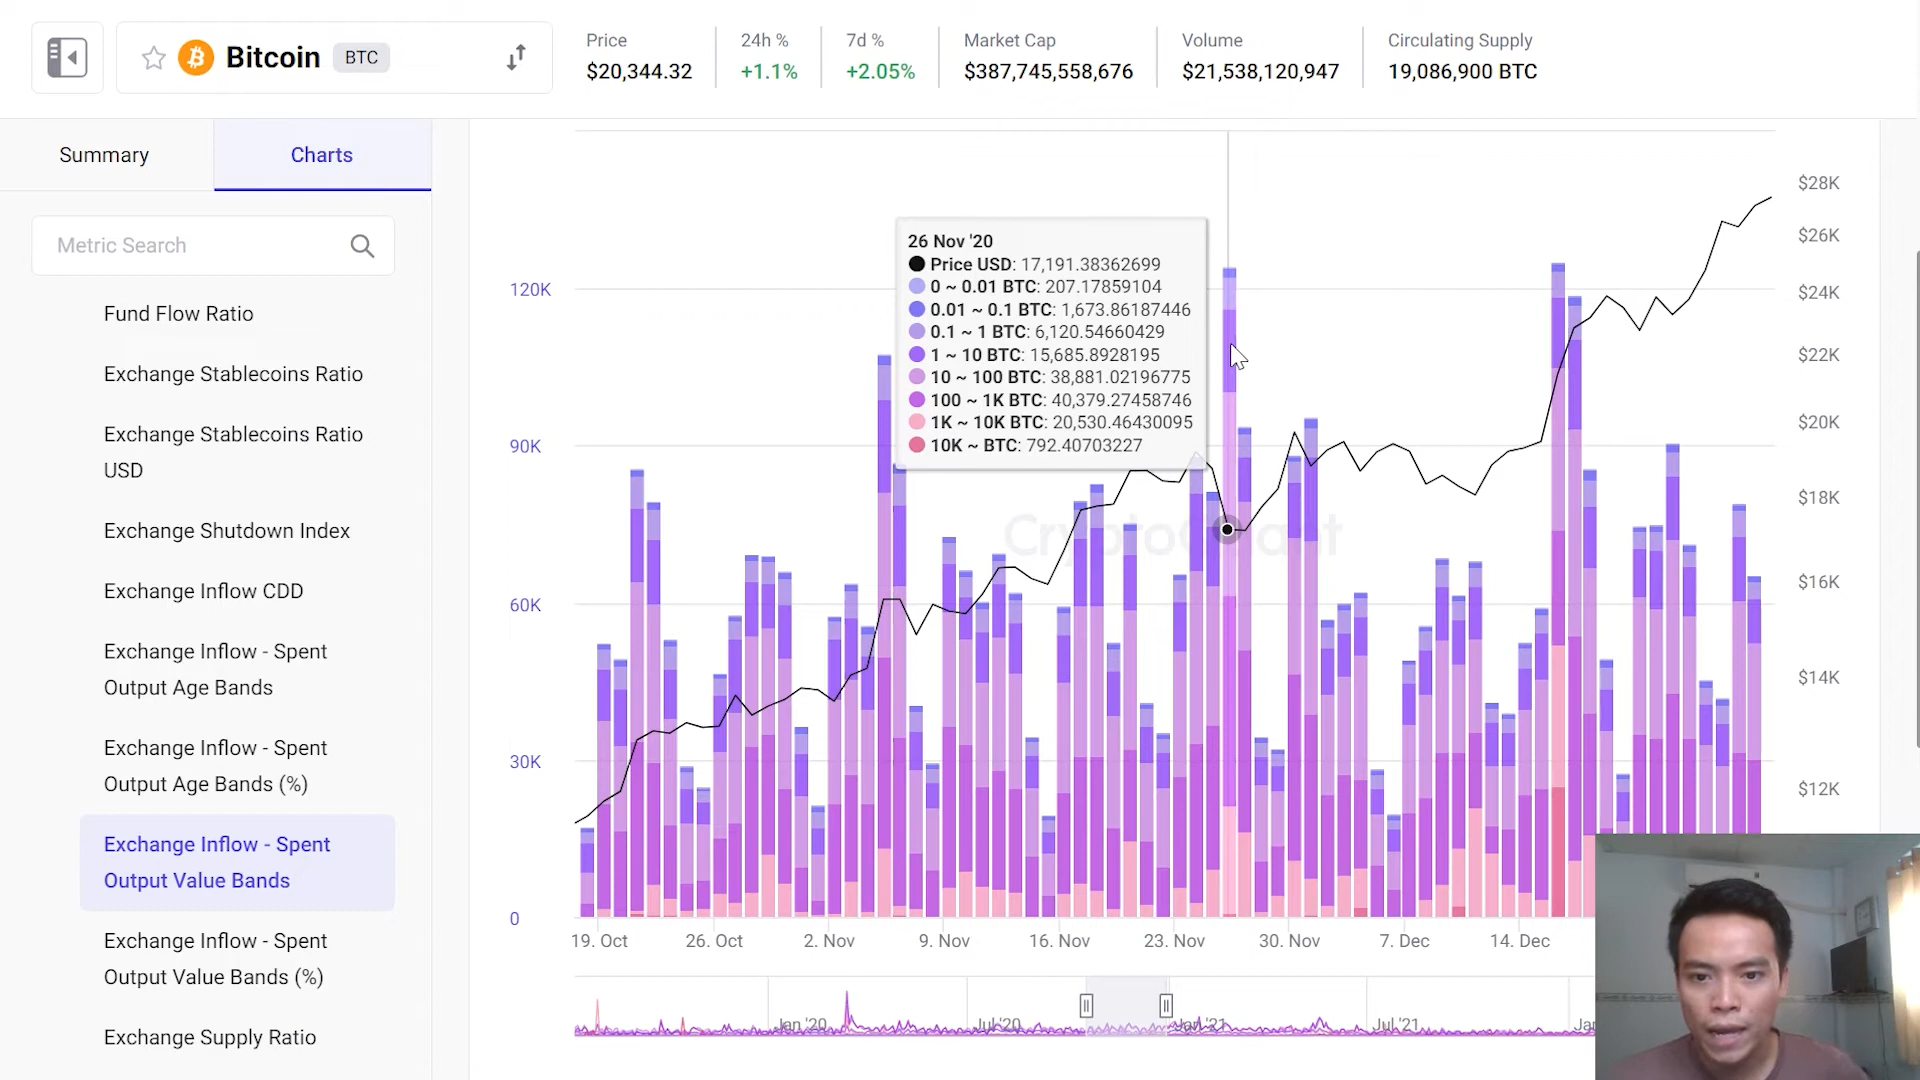 Bitcoin BTC
Price
$20,344.32
24h %
+1.1%
7d %
+2.05%
Market Cap
$387,745,558,676
Volume
$21,538,120,947
Circulating Supply
19,086,900 BTC
Summary
Charts
Metric Search
Fund Flow Ratio
Exchange Stablecoins Ratio
Exchange Stablecoins Ratio
USD
Exchange Shutdown Index
Exchange Inflow CDD
Exchange Inflow - Spent
Output Age Bands
Exchange Inflow - Spent
Output Age Bands (%)
Exchange Inflow - Spent
Output Value Bands
Exchange Inflow - Spent
Output Value Bands (%)
Exchange Supply Ratio
120K
90K
60K
30K
0
26 Nov '20
Price USD: 17,191.38362699
0 ~ 0.01 BTC: 207.17859104
0.01 ~ 0.1 BTC: 1,673.86187446
0.1 ~ 1 BTC: 6,120.54660429
1 ~ 10 BTC: 15,685.8928195
10 ~ 100 BTC: 38,881.02196775
100 ~ 1K BTC: 40,379.27458746
1K ~ 10K BTC: 20,530.46430095
10K ~ BTC: 792.40703227
CryptoQuant
$28K
$26K
$24K
$22K
$20K
$18K
$16K
$14K
$12K
19. Oct
26. Oct
2. Nov
9. Nov
16. Nov
23. Nov
30. Nov
7. Dec
14. Dec
Jan '20
Jul '20
Jan '21
Jul '21